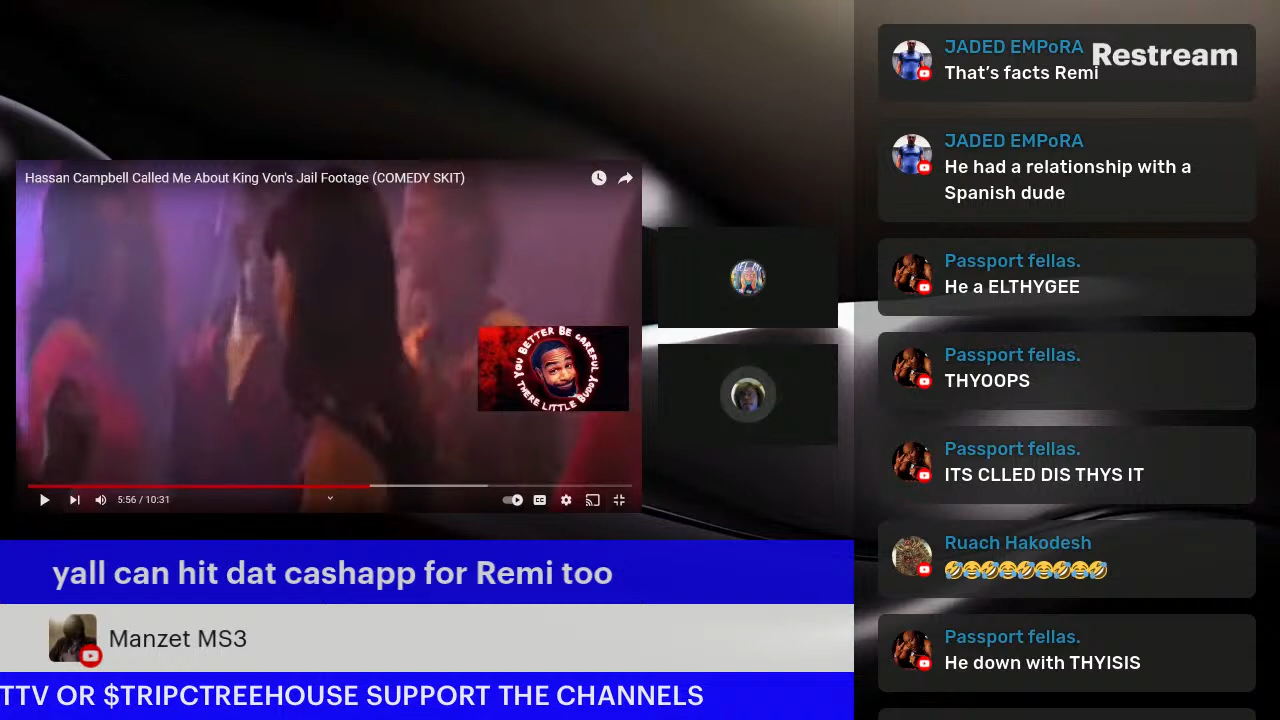 Hassan Campbell Called Me About King Von's Jail Footage (COMEDY SKIT)
YOU BETTER BE CAREFUL
THERE LITTLE BUDDY
5:56 / 10:31
CC
yall can hit dat cashapp for Remi too
Manzet MS3
TTV OR $TRIPCTREEHOUSE SUPPORT THE CHANNELS
Restream
JADED EMPoRA
That's facts Remi
JADED EMPoRA
He had a relationship with a
Spanish dude
Passport fellas.
He a ELTHYGEE
Passport fellas.
THYOOPS
Passport fellas.
ITS CLLED DIS THYS IT
Ruach Hakodesh
🤣😂🤣😂🤣😂🤣😂🤣
Passport fellas.
He down with THYISIS